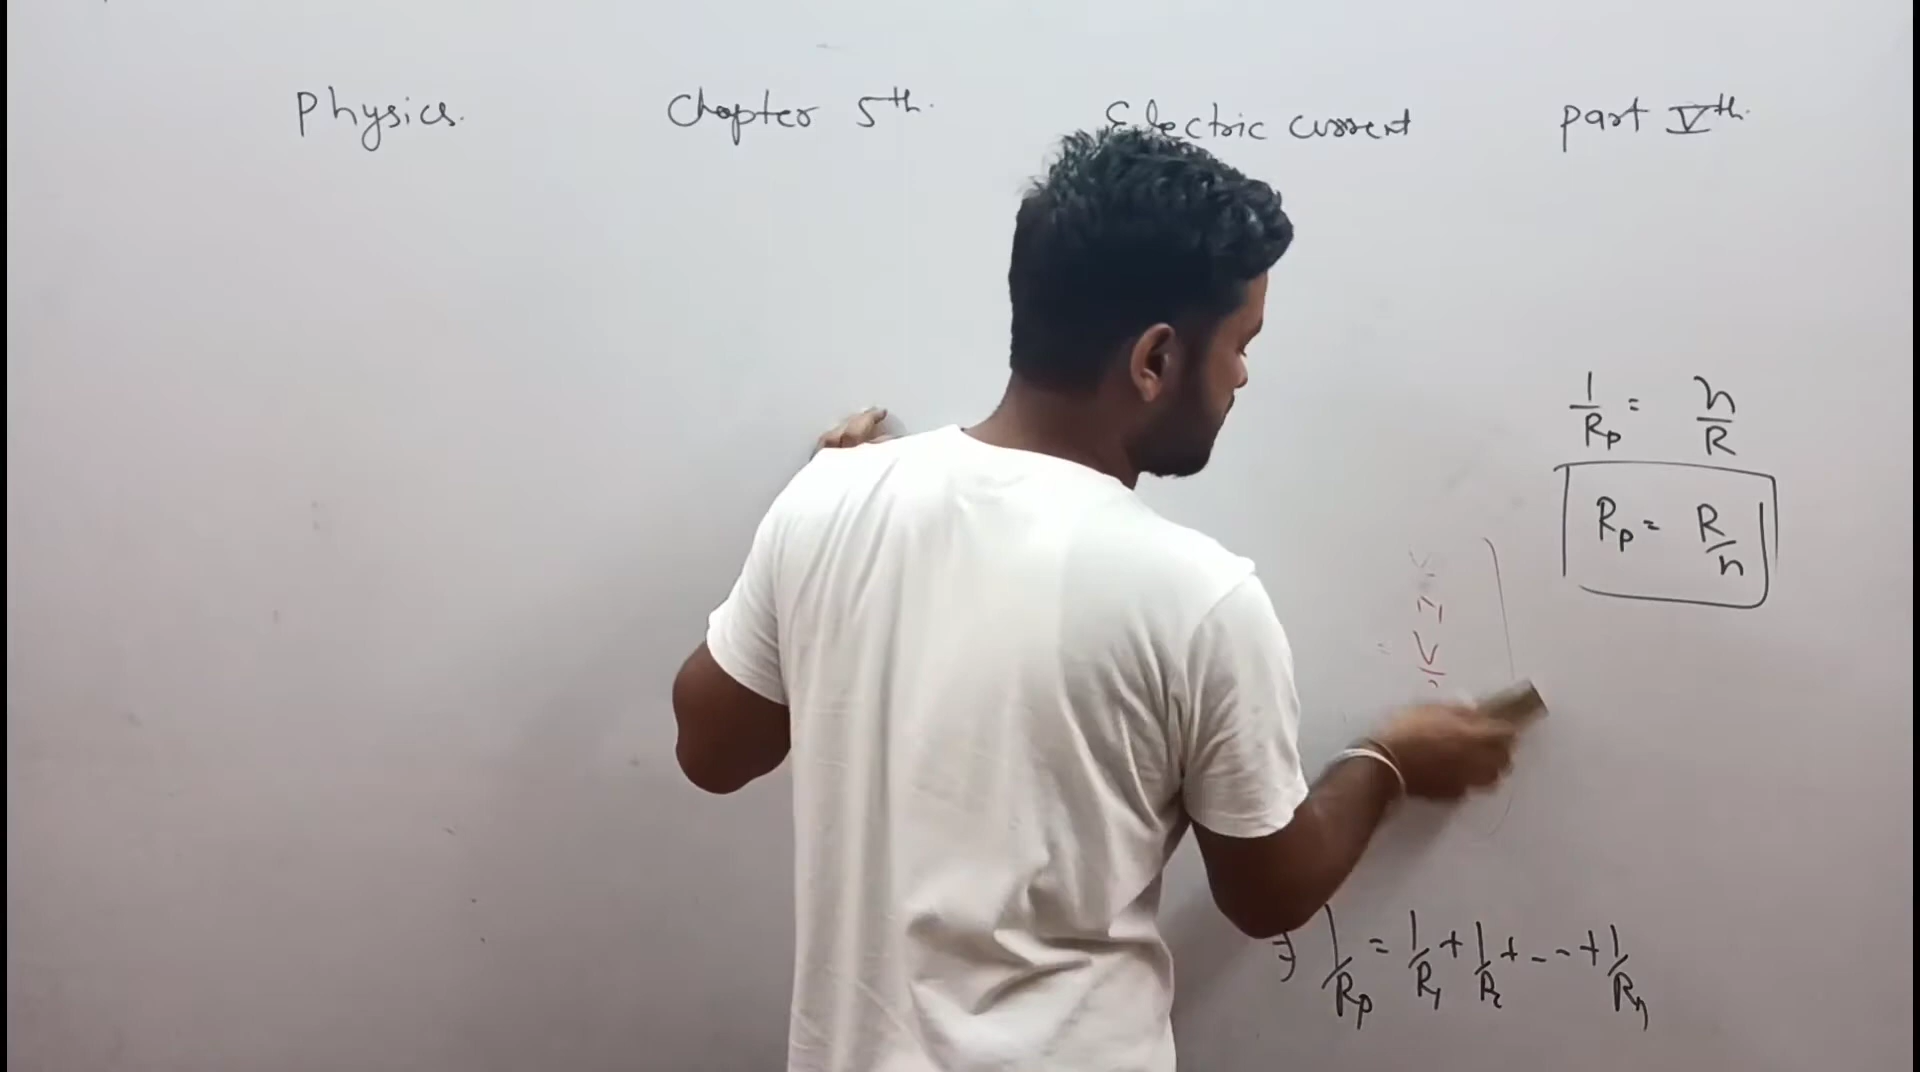 Physics. Chapter 5th. Electric current part Vth.
1/Rp = n/R
Rp = R/n
1/Rp = 1/R1 + 1/R2 + -- + 1/Rn